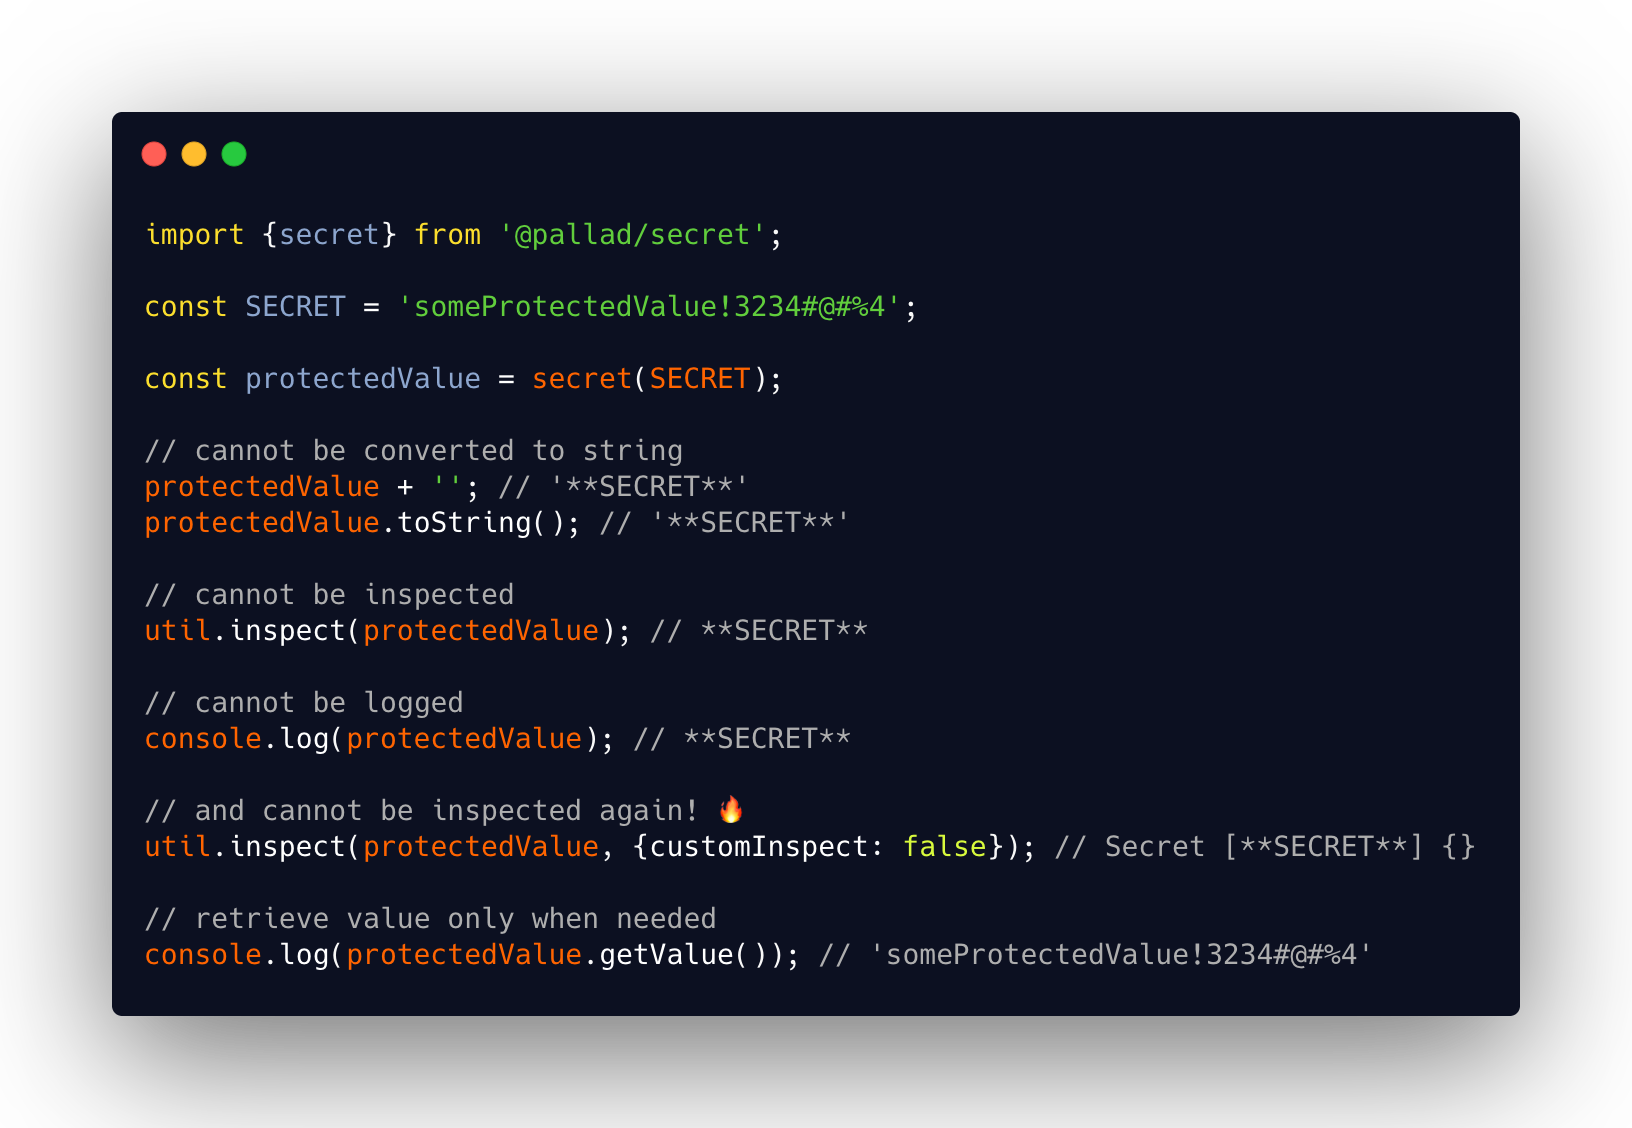 import {secret} from '@pallad/secret';
const SECRET = 'someProtectedValue!3234#@#%4';
const protectedValue = secret(SECRET);
// cannot be converted to string
protectedValue + ''; // '**SECRET**'
protectedValue.toString(); // '**SECRET**'
// cannot be inspected
util.inspect(protectedValue); // **SECRET**
// cannot be logged
console.log(protectedValue); // **SECRET**
// and cannot be inspected again! 🔥
util.inspect(protectedValue, {customInspect: false}); // Secret [**SECRET**] {}
// retrieve value only when needed
console.log(protectedValue.getValue()); // 'someProtectedValue!3234#@#%4'